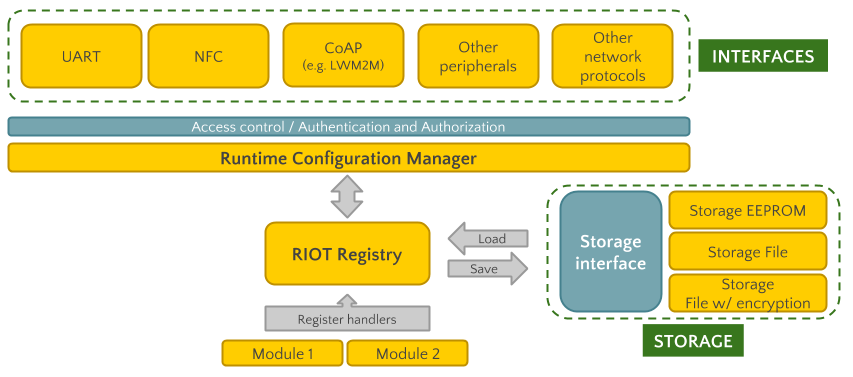 UART
NFC
CoAP
(e.g. LWM2M)
Other
peripherals
Other
network
protocols
INTERFACES
Access control / Authentication and Authorization
Runtime Configuration Manager
RIOT Registry
Load
Save
Storage
interface
Storage EEPROM
Storage File
Storage
File w/ encryption
STORAGE
Register handlers
Module 1
Module 2